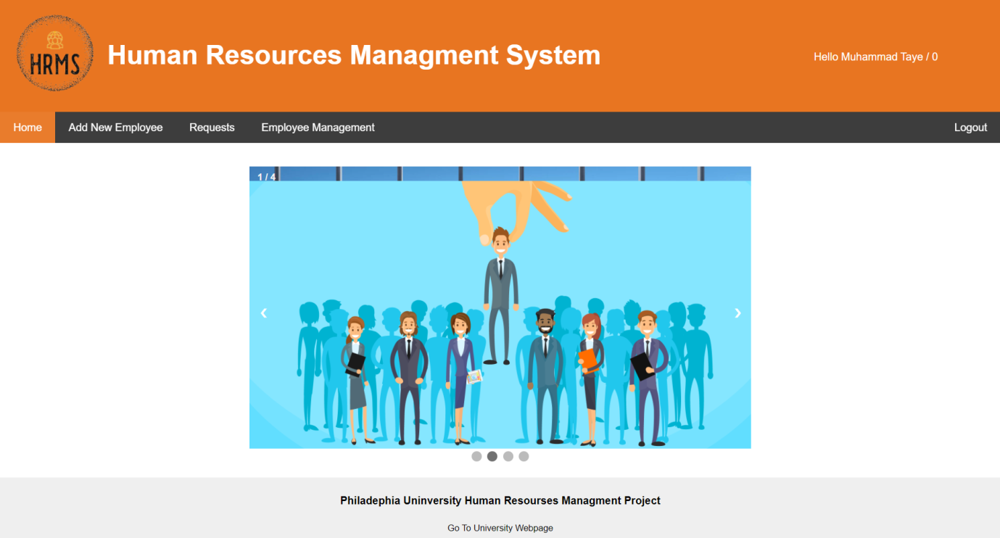 HRMS
Human Resources Managment System
Hello Muhammad Taye / 0
Home
Add New Employee
Requests
Employee Management
Logout
1 / 4
❮
❯
Philadephia Uninversity Human Resourses Managment Project
Go To University Webpage